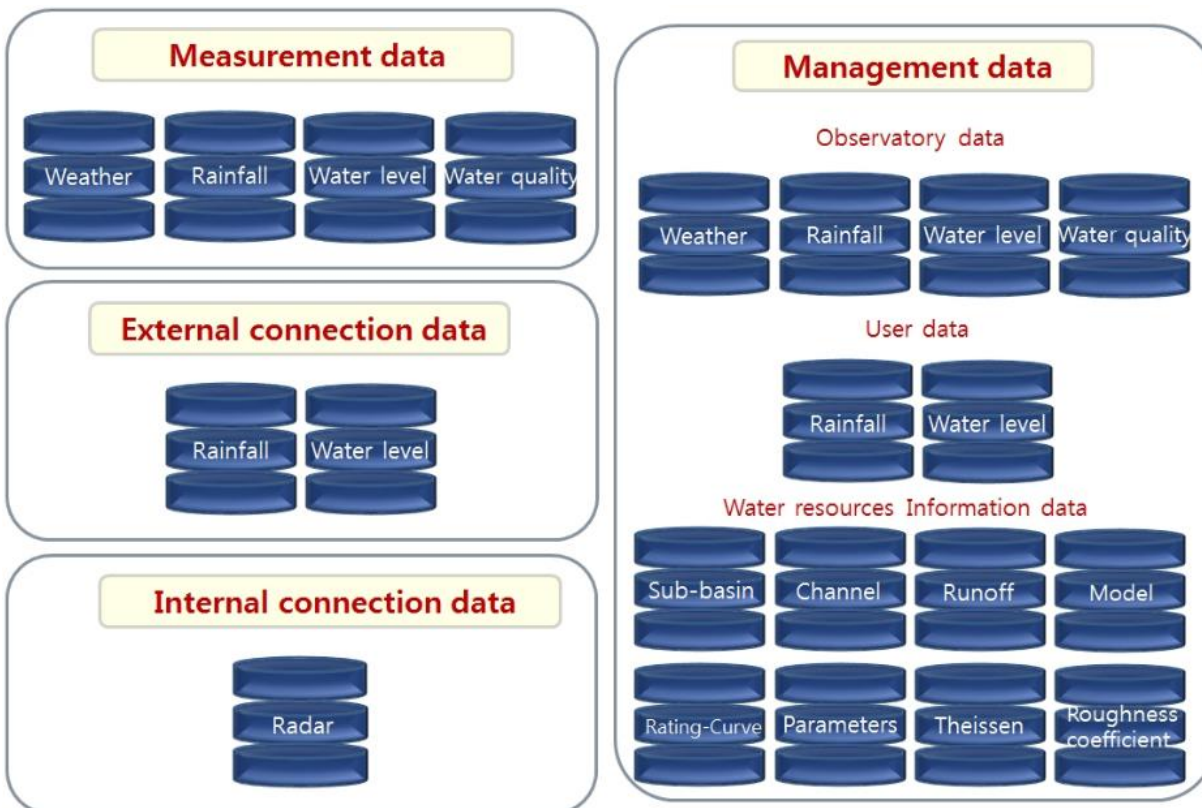 Measurement data
Weather Rainfall Water level Water quality
External connection data
Rainfall Water level
Internal connection data
Radar
Management data
Observatory data
Weather Rainfall Water level Water quality
User data
Rainfall Water level
Water resources Information data
Sub-basin Channel Runoff Model
Rating-Curve Parameters Theissen Roughness
coefficient